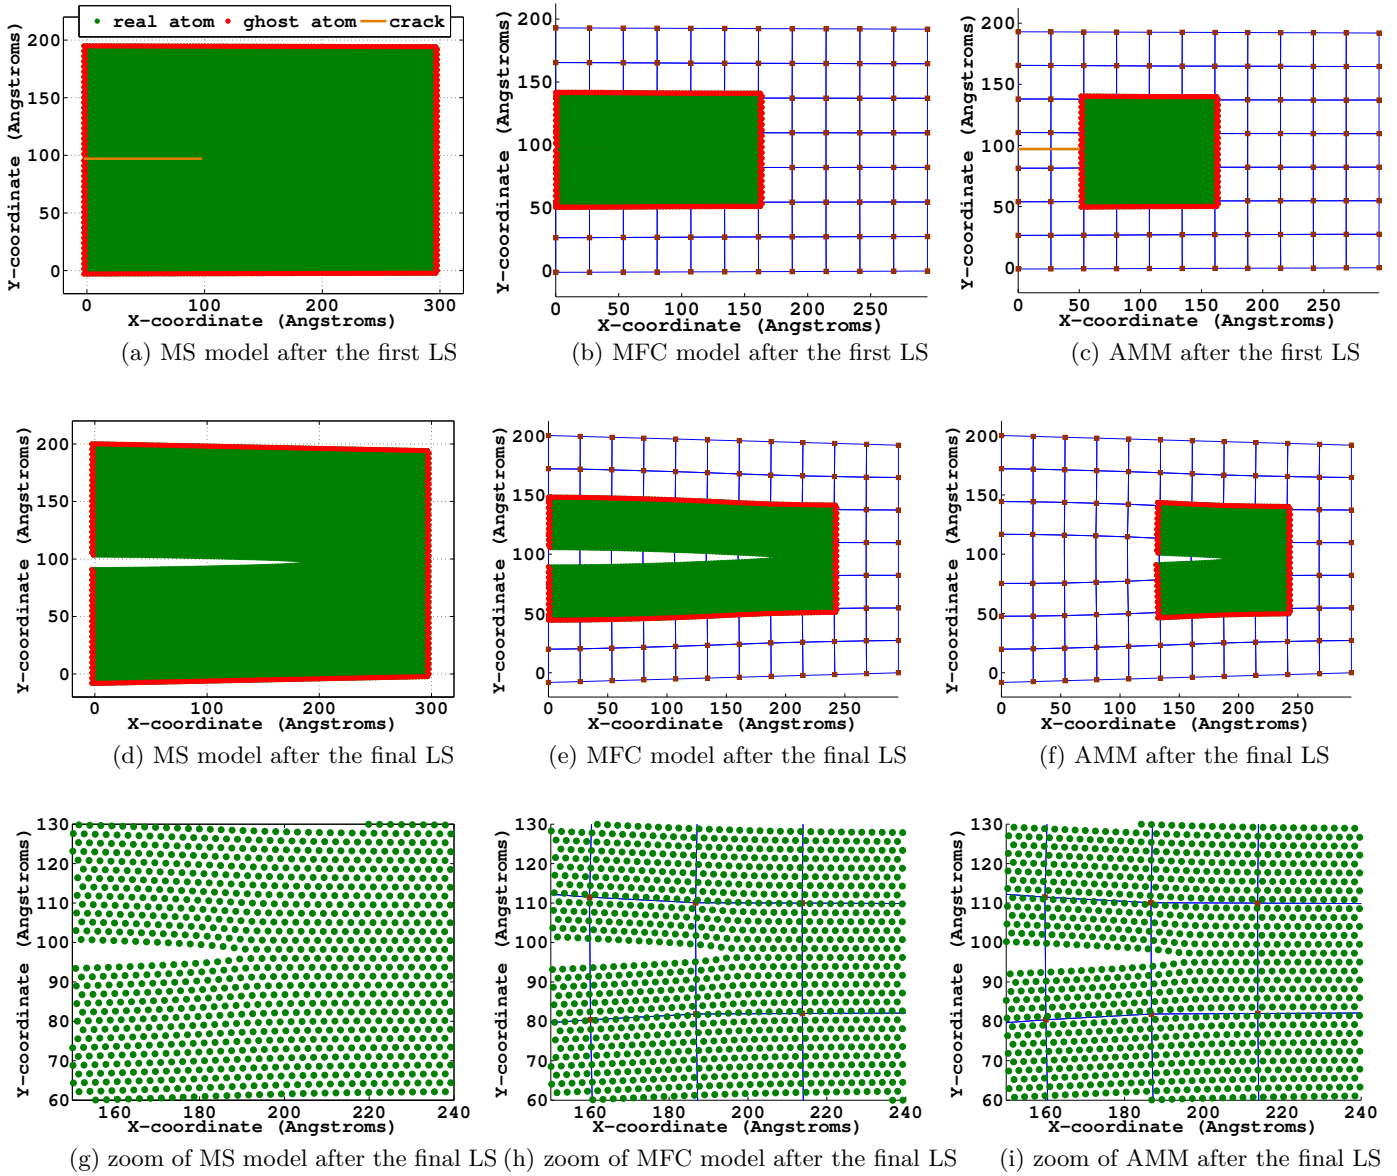 real atom ghost atom crack
Y-coordinate (Angstroms)
200
150
100
50
0
0 100 200 300
X-coordinate (Angstroms)
(a) MS model after the first LS
Y-coordinate (Angstroms)
200
150
100
50
0
0 50 100 150 200 250
X-coordinate (Angstroms)
(b) MFC model after the first LS
Y-coordinate (Angstroms)
200
150
100
50
0
0 50 100 150 200 250
X-coordinate (Angstroms)
(c) AMM after the first LS
Y-coordinate (Angstroms)
200
150
100
50
0
0 100 200 300
X-coordinate (Angstroms)
(d) MS model after the final LS
Y-coordinate (Angstroms)
200
150
100
50
0
0 50 100 150 200 250
X-coordinate (Angstroms)
(e) MFC model after the final LS
Y-coordinate (Angstroms)
200
150
100
50
0
0 50 100 150 200 250
X-coordinate (Angstroms)
(f) AMM after the final LS
Y-coordinate (Angstroms)
130
120
110
100
90
80
70
60
160 180 200 220 240
X-coordinate (Angstroms)
(g) zoom of MS model after the final LS
Y-coordinate (Angstroms)
130
120
110
100
90
80
70
60
160 180 200 220 240
X-coordinate (Angstroms)
(h) zoom of MFC model after the final LS
Y-coordinate (Angstroms)
130
120
110
100
90
80
70
60
160 180 200 220 240
X-coordinate (Angstroms)
(i) zoom of AMM after the final LS